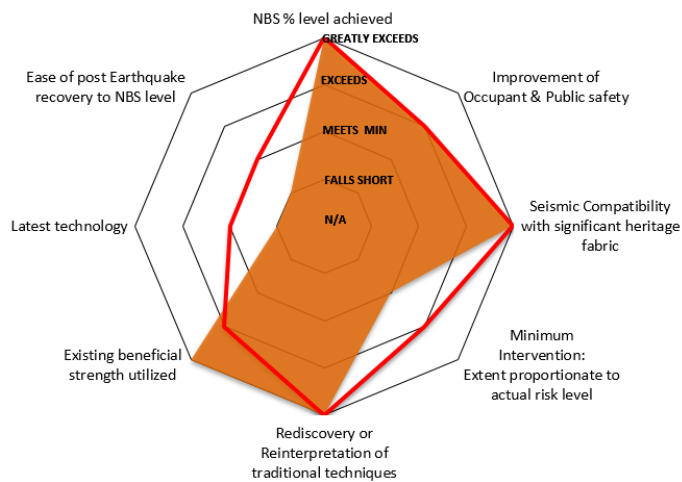 NBS % level achieved
GREATLY EXCEEDS
Ease of post Earthquake
recovery to NBS level
EXCEEDS
Improvement of
Occupant & Public safety
MEETS MIN
FALLS SHORT
N/A
Latest technology
Seismic Compatibility
with significant heritage
fabric
Existing beneficial
strength utilized
Minimum
Intervention:
Extent proportionate to
actual risk level
Rediscovery or
Reinterpretation of
traditional techniques